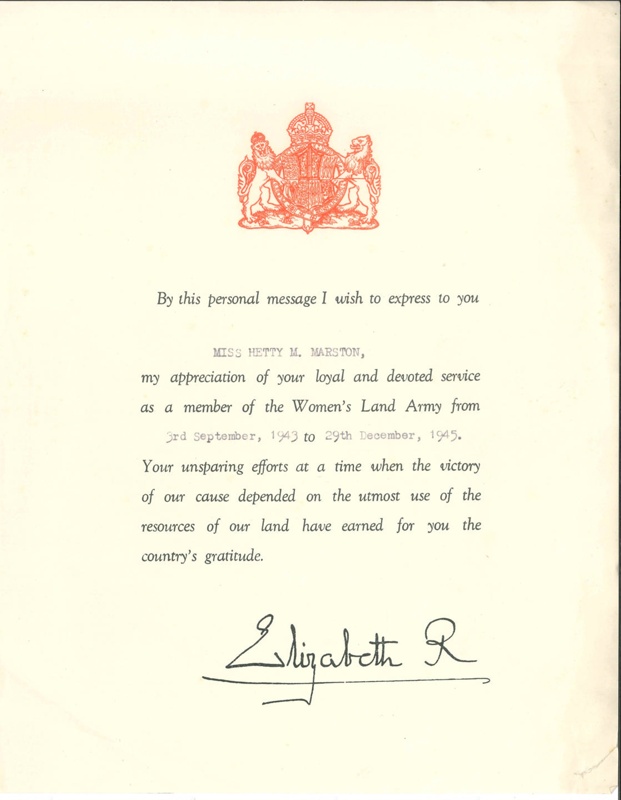 By this personal message I wish to express to you
MISS HETTY M. MARSTON,
my appreciation of your loyal and devoted service
as a member of the Women's Land Army from
3rd September, 1943 to 29th December, 1945.
Your unsparing efforts at a time when the victory
of our cause depended on the utmost use of the
resources of our land have earned for you the
country's gratitude.
Elizabeth R